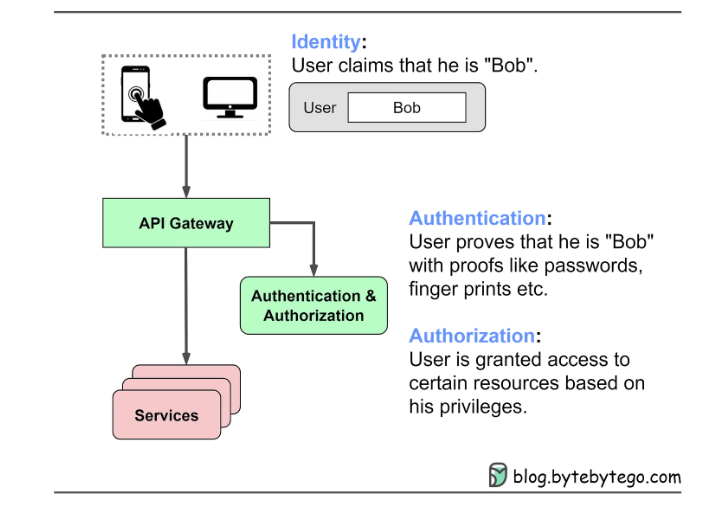 Identity:
User claims that he is "Bob".
User Bob
API Gateway
Authentication:
User proves that he is "Bob"
with proofs like passwords,
finger prints etc.
Authentication &
Authorization
Authorization:
User is granted access to
certain resources based on
his privileges.
Services
blog.bytebytego.com